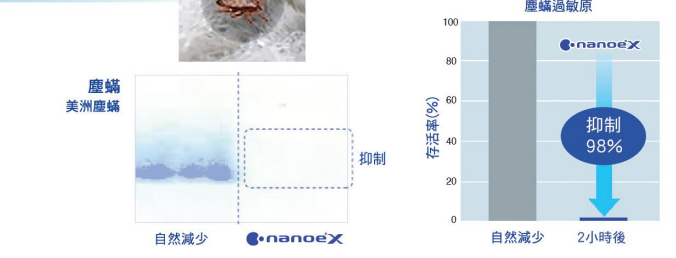 塵蟎
美洲塵蟎
抑制
自然減少
nanoeX
塵蟎過敏原
存活率(%)
100
80
60
40
20
0
nanoeX
抑制
98%
自然減少
2小時後